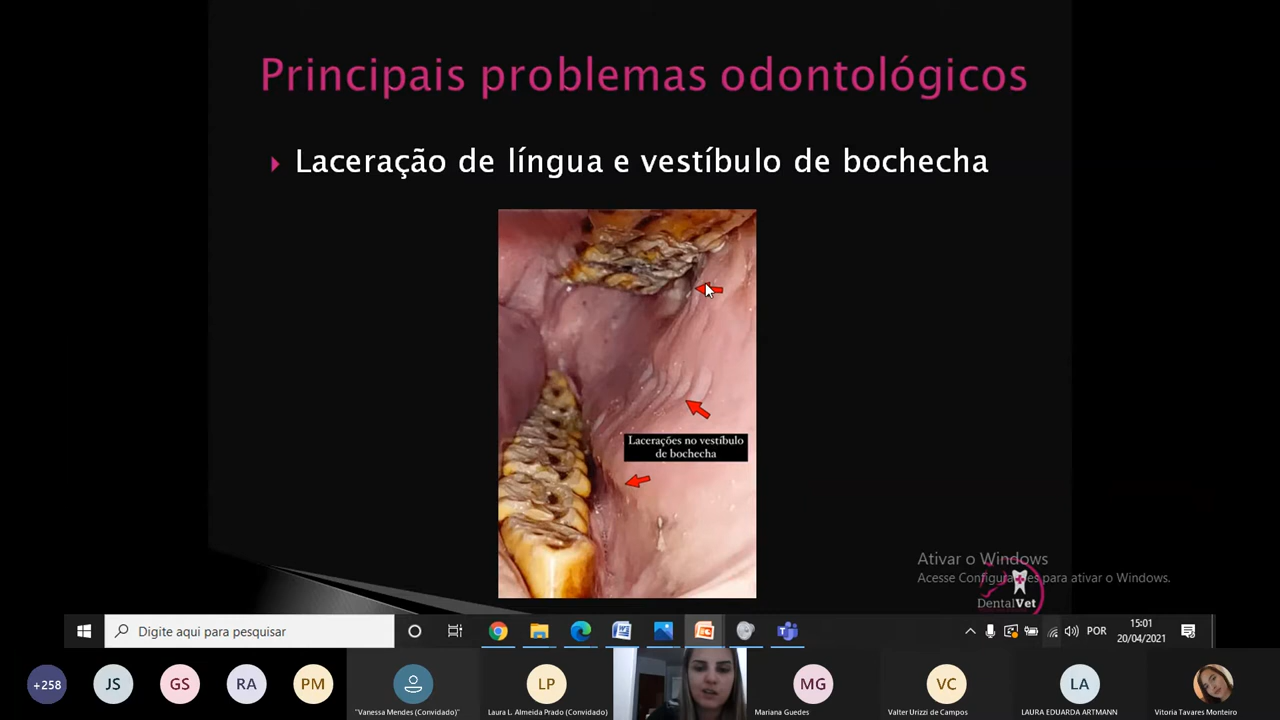 Principais problemas odontológicos
Laceração de língua e vestíbulo de bochecha
Lacerações no vestíbulo
de bochecha
Ativar o Windows
Acesse Configurações para ativar o Windows.
DentalVet
Digite aqui para pesquisar
POR
15:01
20/04/2021
+258
JS
GS
RA
PM
"Vanessa Mendes (Convidado)"
LP
Laura L. Almeida Prado (Convidado)
MG
Mariana Guedes
VC
Valter Urizzi de Campos
LA
LAURA EDUARDA ARTMANN
Vitoria Tavares Monteiro